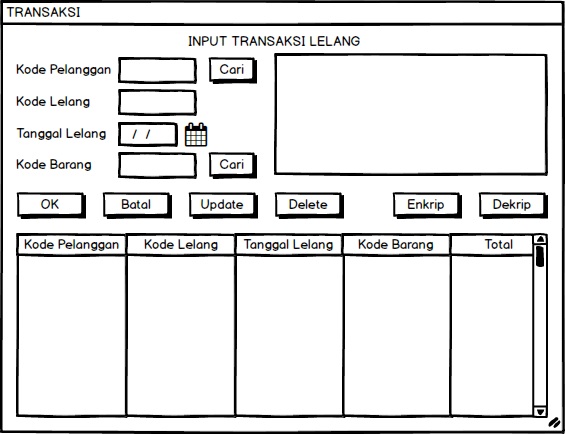 TRANSAKSI
INPUT TRANSAKSI LELANG
Kode Pelanggan Cari
Kode Lelang
Tanggal Lelang / /
Kode Barang Cari
OK Batal Update Delete Enkrip Dekrip
Kode Pelanggan Kode Lelang Tanggal Lelang Kode Barang Total